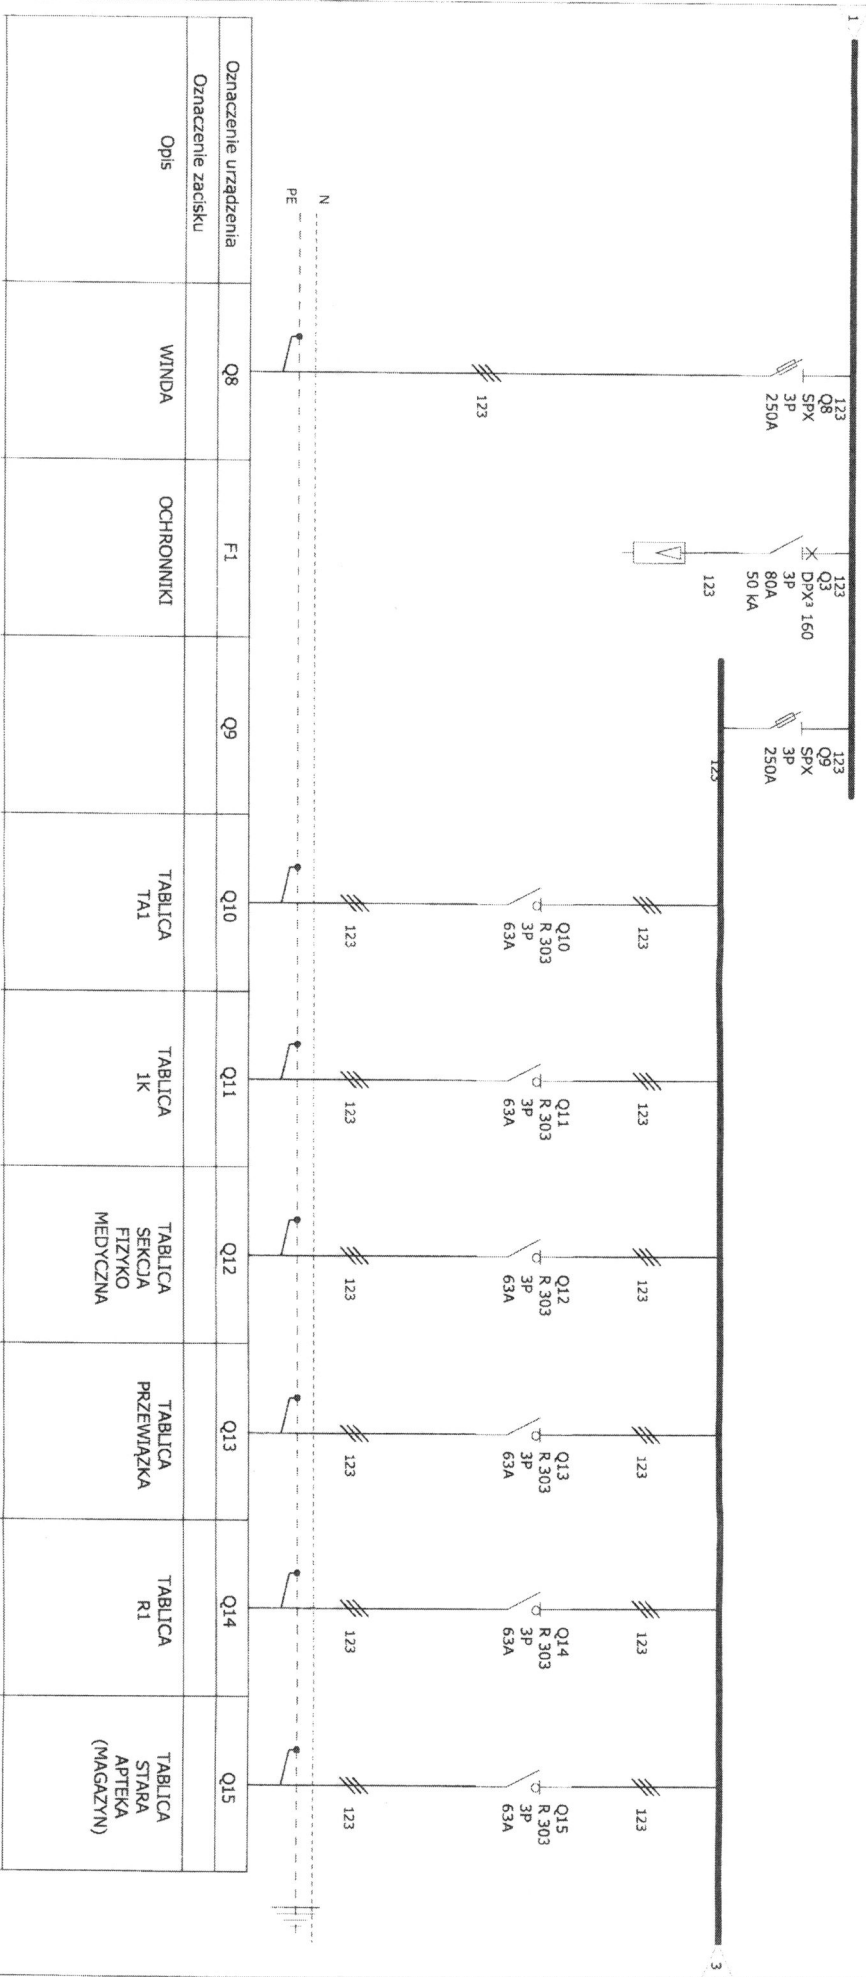 1
123
Q8
SPX
3P
250A
123
Q3
DPX³ 160
3P
80A
50 kA
123
Q9
SPX
3P
250A
123
123
123
123
Q10
R 303
3P
63A
123
123
Q11
R 303
3P
63A
123
123
Q12
R 303
3P
63A
123
123
Q13
R 303
3P
63A
123
123
Q14
R 303
3P
63A
123
123
Q15
R 303
3P
63A
123
3
N
PE
Oznaczenie urządzenia
Q8
F1
Q9
Q10
Q11
Q12
Q13
Q14
Q15
Oznaczenie zacisku
Opis
WINDA
OCHRONNIKI
TABLICA
TA1
TABLICA
1K
TABLICA
SEKCJA
FIZYKO
MEDYCZNA
TABLICA
PRZEWIĄZKA
TABLICA
R1
TABLICA
STARA
APTEKA
(MAGAZYN)